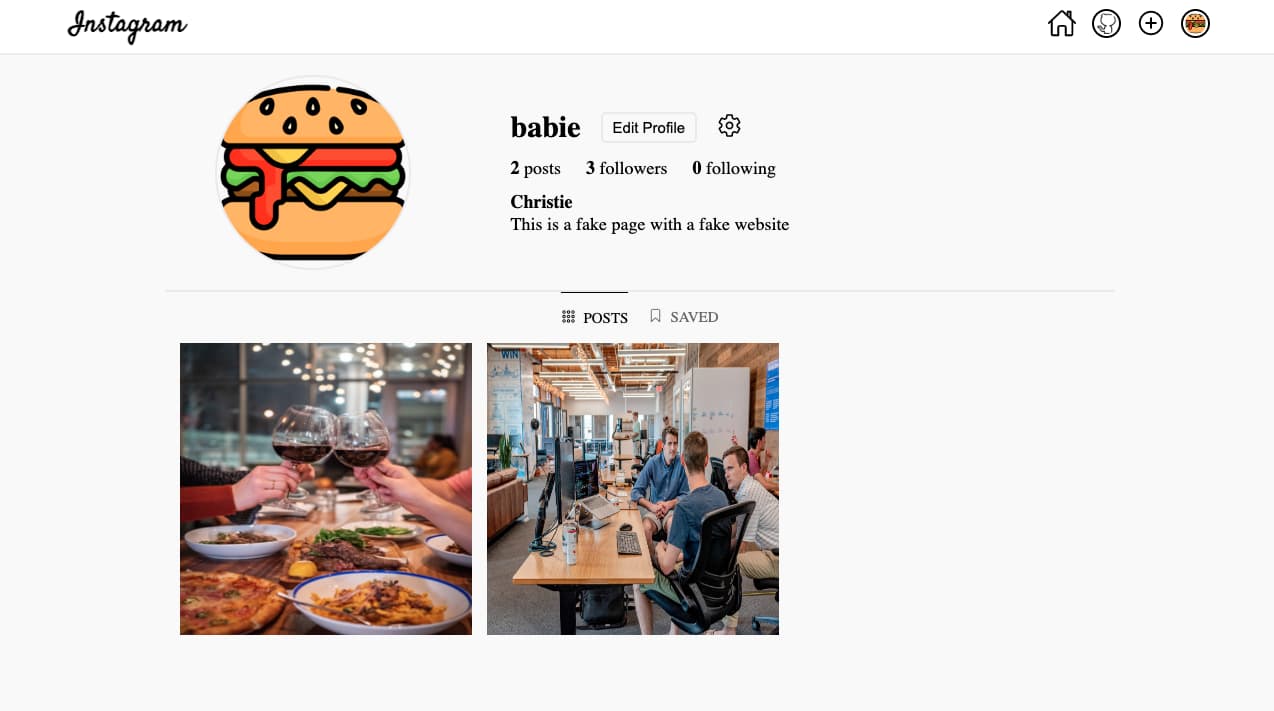 Instagram
babie Edit Profile
2 posts 3 followers 0 following
Christie
This is a fake page with a fake website
POSTS SAVED
WIN